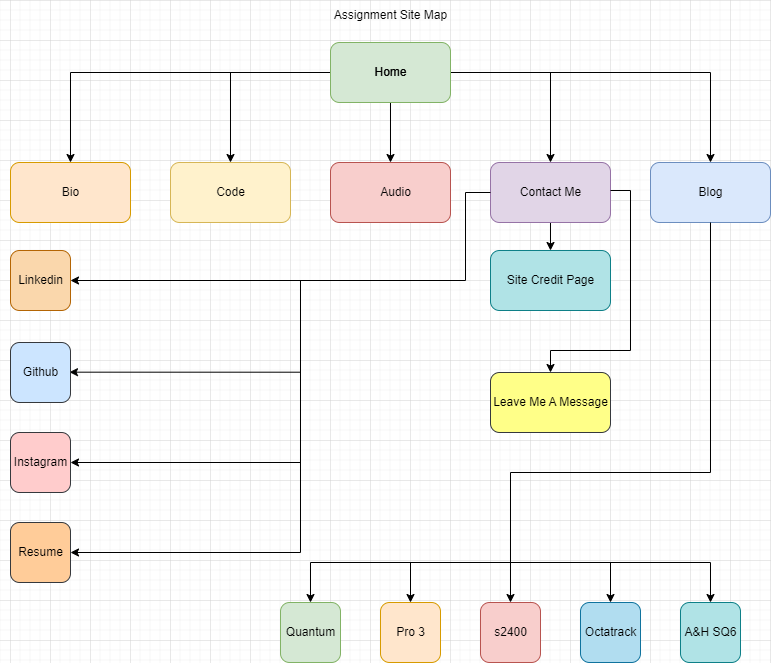 Assignment Site Map
Home
Bio
Code
Audio
Contact Me
Blog
Linkedin
Site Credit Page
Github
Leave Me A Message
Instagram
Resume
Quantum
Pro 3
s2400
Octatrack
A&H SQ6